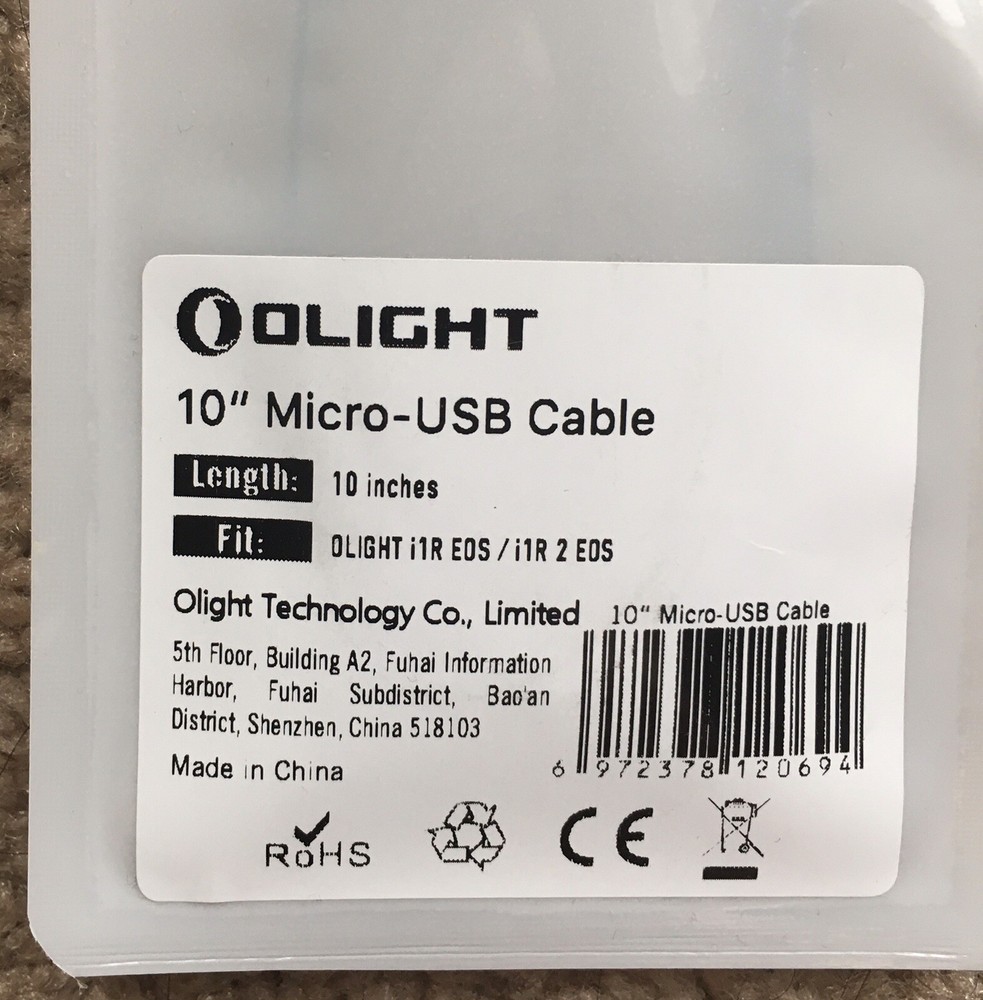 OLIGHT
10" Micro-USB Cable
Length: 10 inches
Fit: OLIGHT i1R EOS / i1R 2 EOS
Olight Technology Co., Limited
5th Floor, Building A2, Fuhai Information
Harbor, Fuhai Subdistrict, Bao'an
District, Shenzhen, China 518103
Made in China
10" Micro-USB Cable
6 972378 120694
RoHS
CE